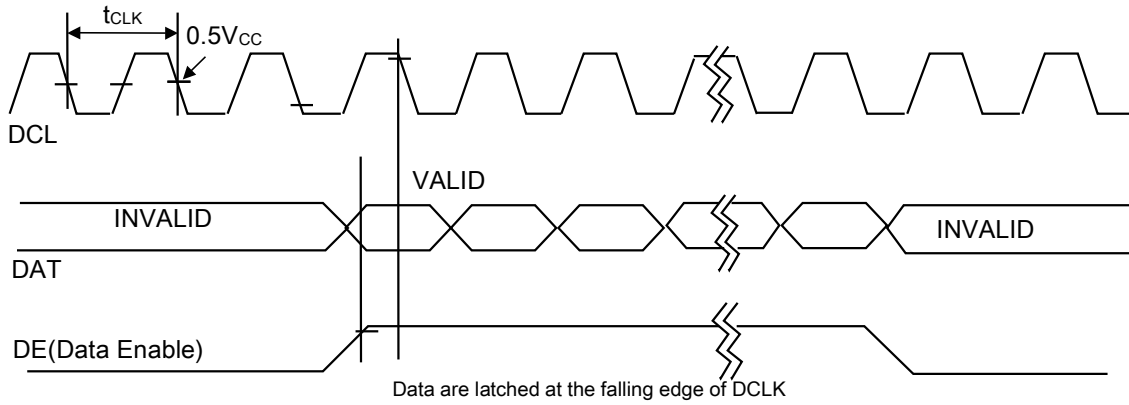 tCLK
0.5VCC
DCL
VALID
INVALID
INVALID
DAT
DE(Data Enable)
Data are latched at the falling edge of DCLK